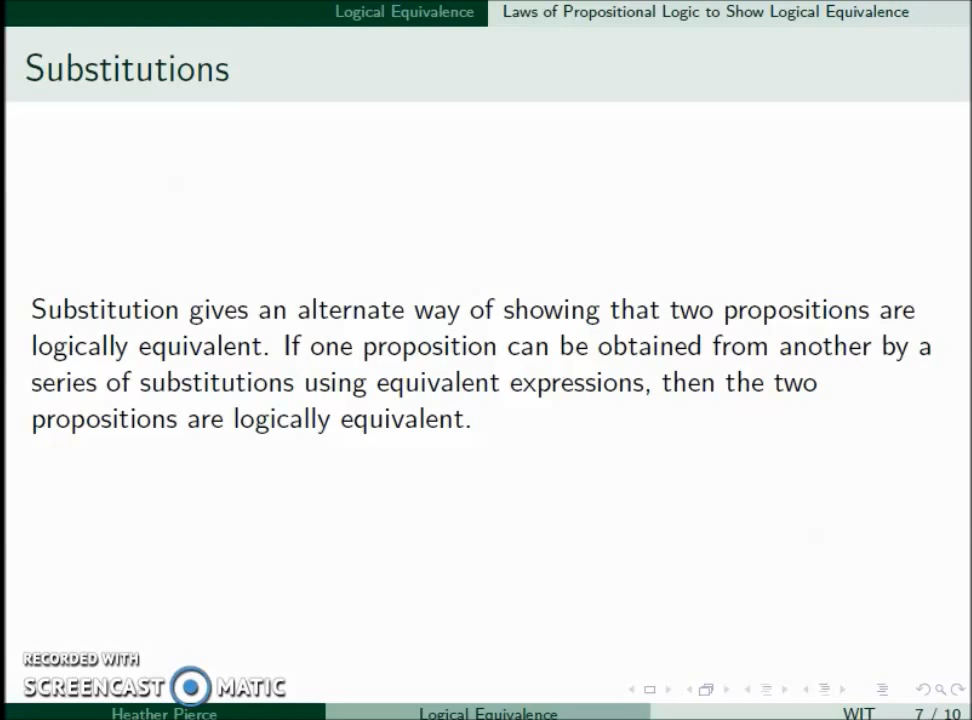 Logical Equivalence Laws of Propositional Logic to Show Logical Equivalence
Substitutions
Substitution gives an alternate way of showing that two propositions are
logically equivalent. If one proposition can be obtained from another by a
series of substitutions using equivalent expressions, then the two
propositions are logically equivalent.
RECORDED WITH
SCREENCAST MATIC
Heather Pierce Logical Equivalence WIT 7 / 10